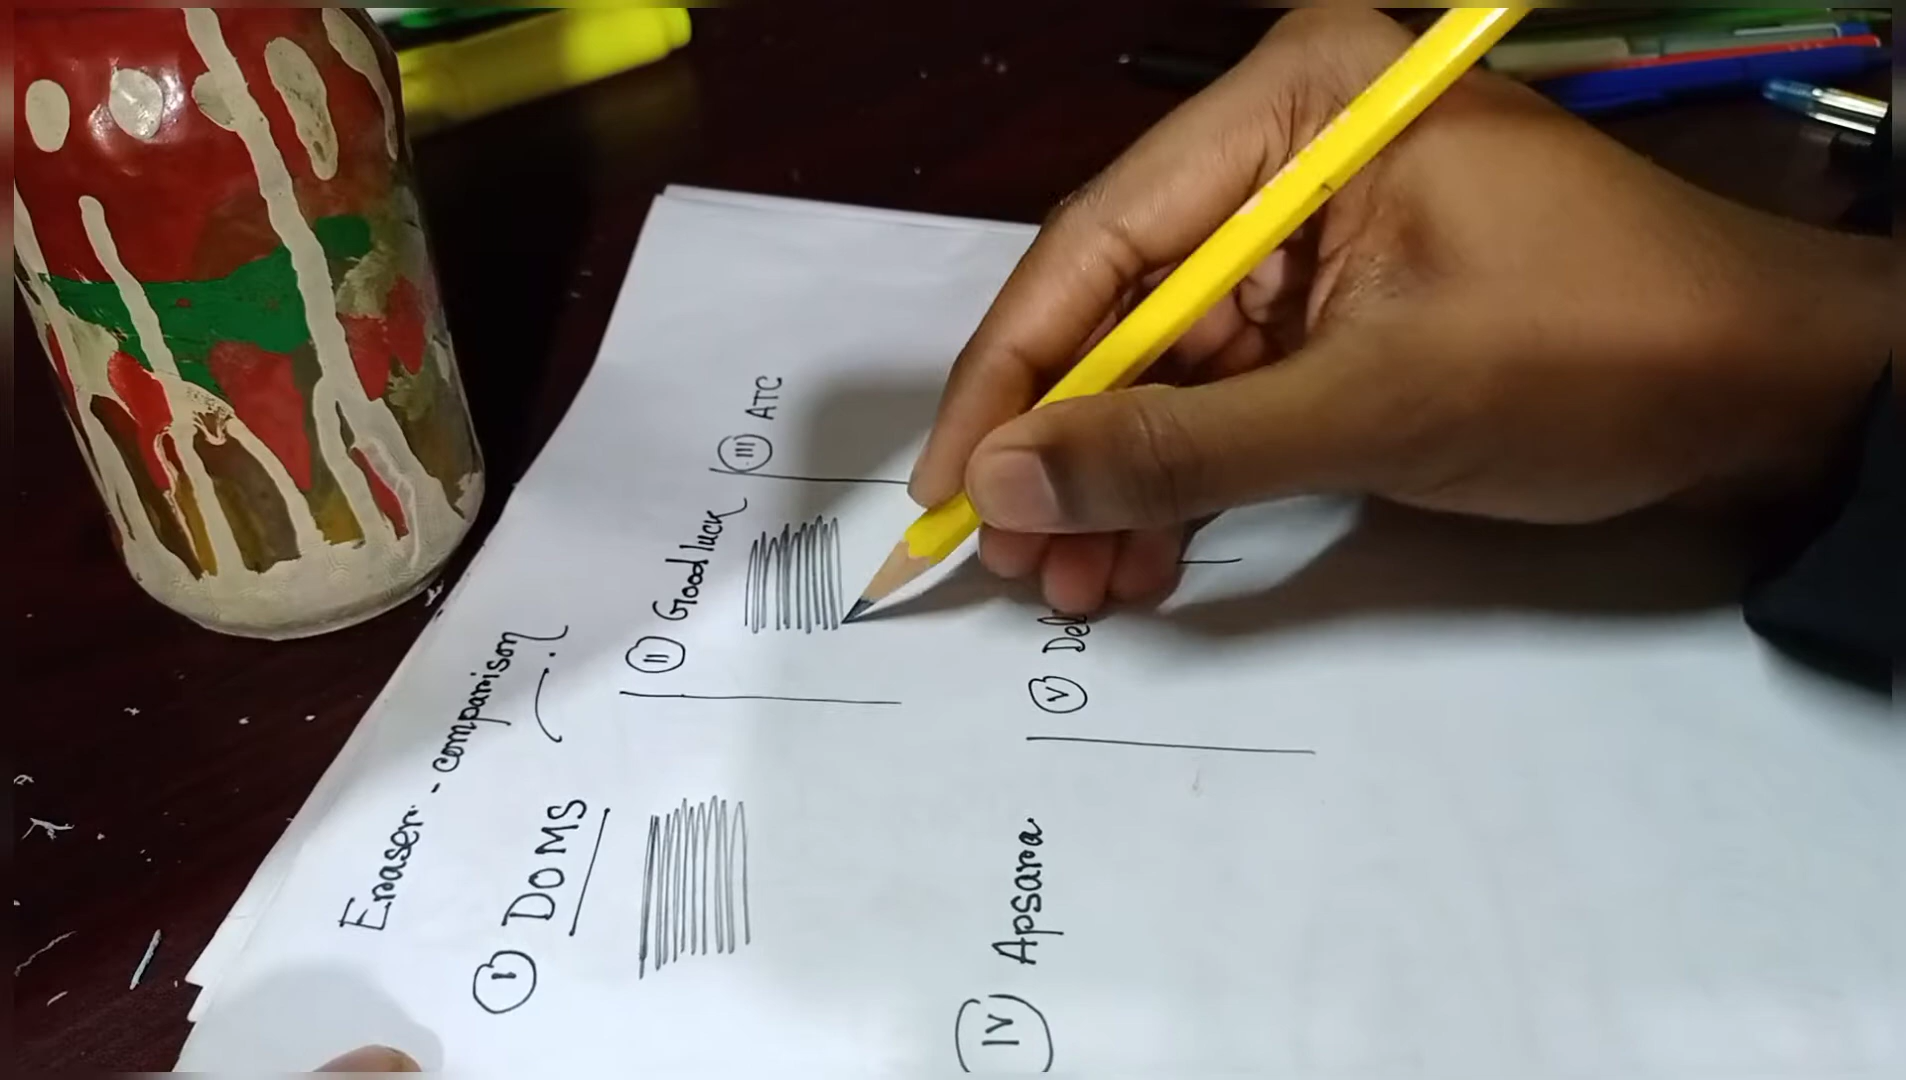 Eraser - comparison
I DOMS
II Good luck
III ATC
IV Apsara
V